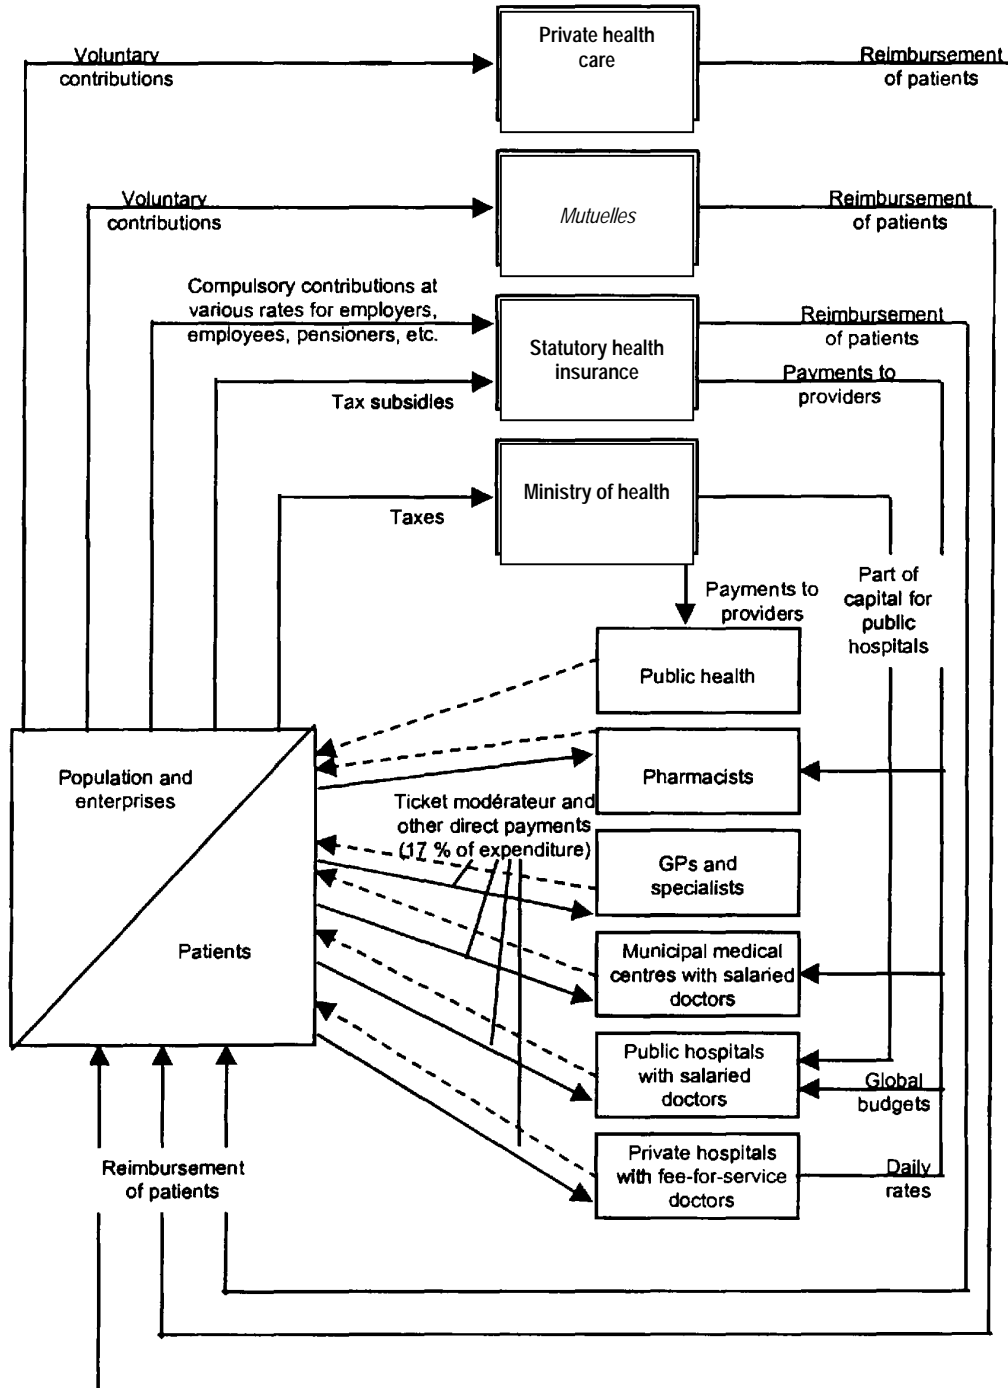 Private health
care
Voluntary
contributions
Reimbursement
of patients
Voluntary
contributions
Mutuelles
Reimbursement
of patients
Compulsory contributions at
various rates for employers,
employees, pensioners, etc.
Reimbursement
of patients
Statutory health
insurance
Payments to
providers
Tax subsidies
Ministry of health
Taxes
Payments to
providers
Part of
capital for
public
hospitals
Public health
Population and
enterprises
Pharmacists
Ticket modérateur and
other direct payments
(17 % of expenditure)
GPs and
specialists
Patients
Municipal medical
centres with salaried
doctors
Public hospitals
with salaried
doctors
Global
budgets
Private hospitals
with fee-for-service
doctors
Daily
rates
Reimbursement
of patients